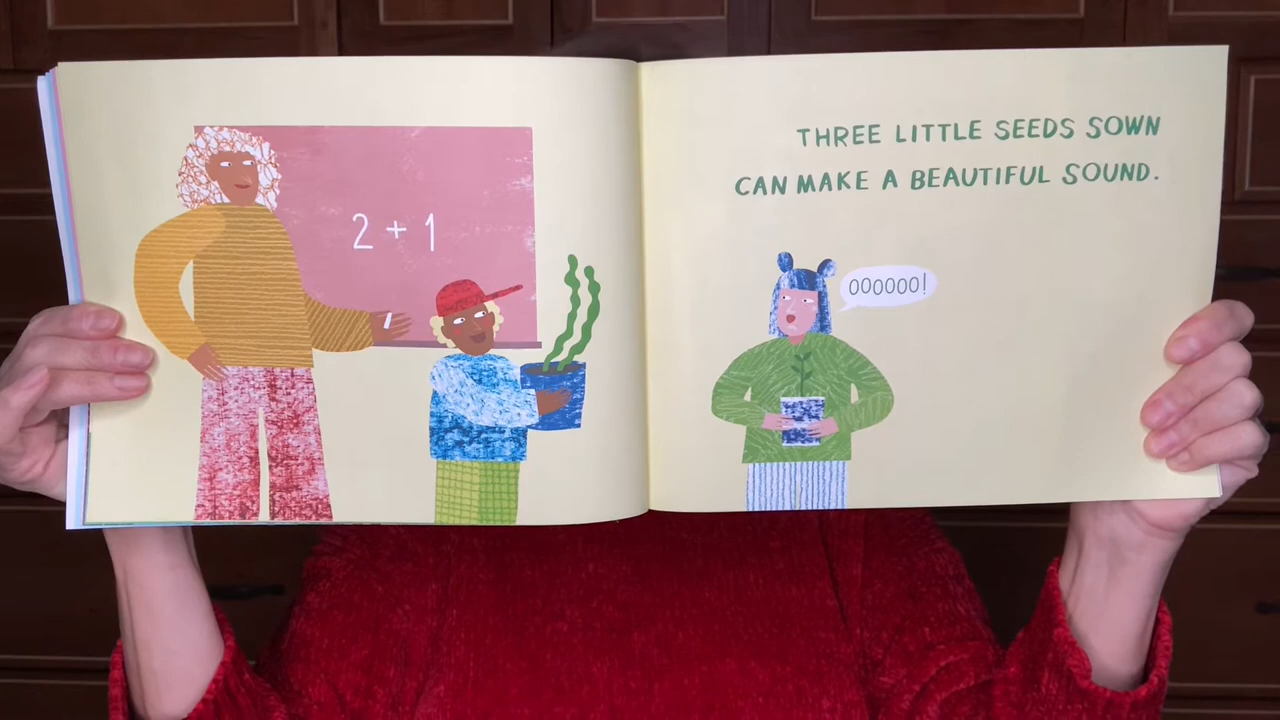 2 + 1
THREE LITTLE SEEDS SOWN
CAN MAKE A BEAUTIFUL SOUND.
OOOOOO!